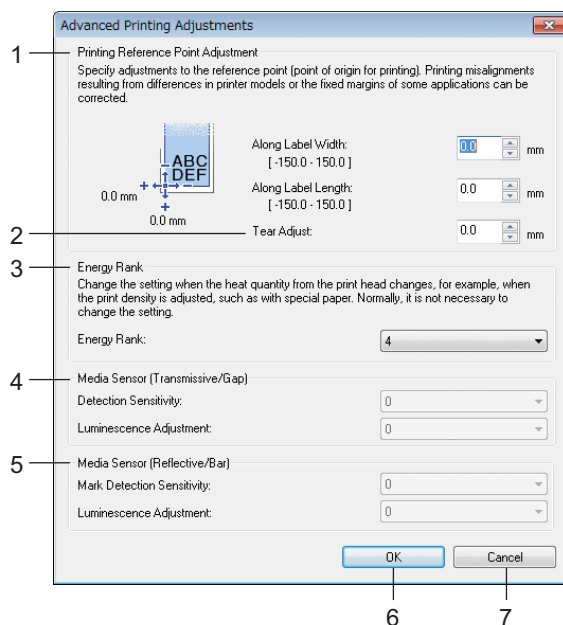 Advanced Printing Adjustments
1
Printing Reference Point Adjustment
Specify adjustments to the reference point (point of origin for printing). Printing misalignments
resulting from differences in printer models or the fixed margins of some applications can be
corrected.
ABC
DEF
0.0 mm
0.0 mm
Along Label Width:
[ -150.0 - 150.0 ]
0.0 mm
Along Label Length:
[ -150.0 - 150.0 ]
0.0 mm
2
Tear Adjust:
0.0 mm
3
Energy Rank
Change the setting when the heat quantity from the print head changes, for example, when
the print density is adjusted, such as with special paper. Normally, it is not necessary to
change the setting.
Energy Rank:
4
4
Media Sensor (Transmissive/Gap)
Detection Sensitivity:
0
Luminescence Adjustment:
0
5
Media Sensor (Reflective/Bar)
Mark Detection Sensitivity:
0
Luminescence Adjustment:
0
OK
Cancel
6
7